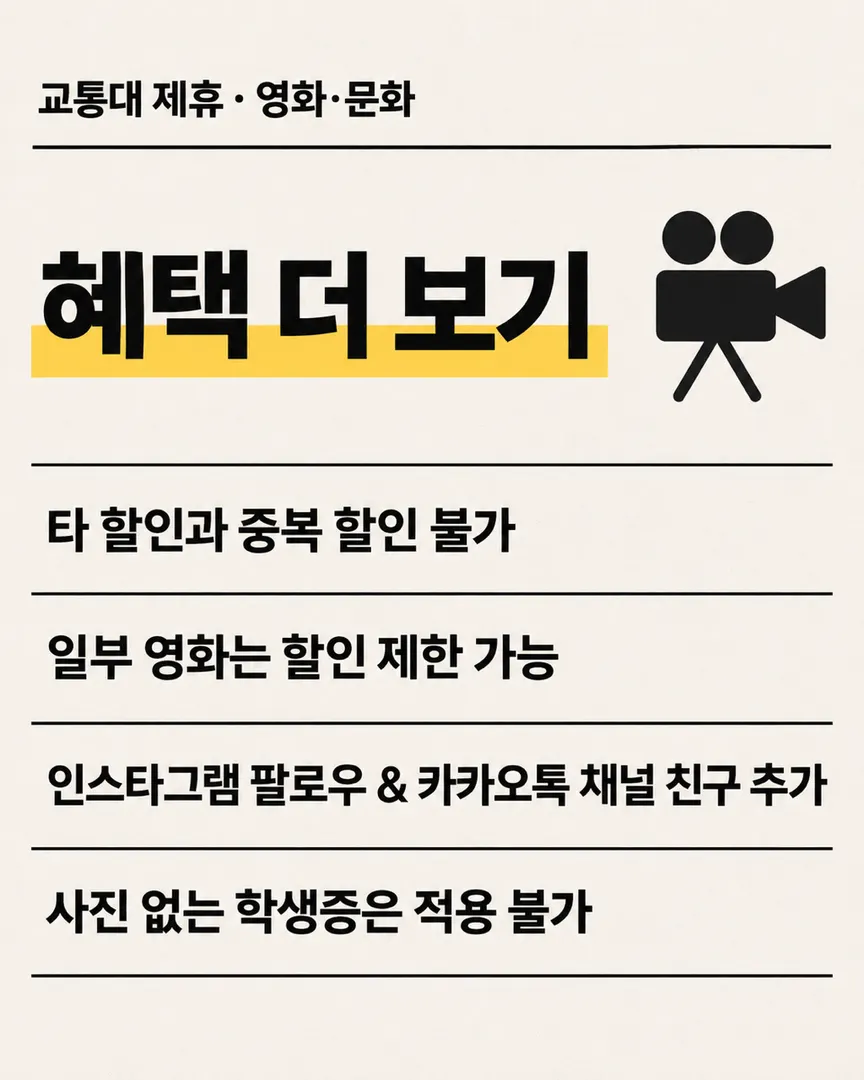 교통대 제휴 · 영화·문화
혜택 더 보기
타 할인과 중복 할인 불가
일부 영화는 할인 제한 가능
인스타그램 팔로우 & 카카오톡 채널 친구 추가
사진 없는 학생증은 적용 불가